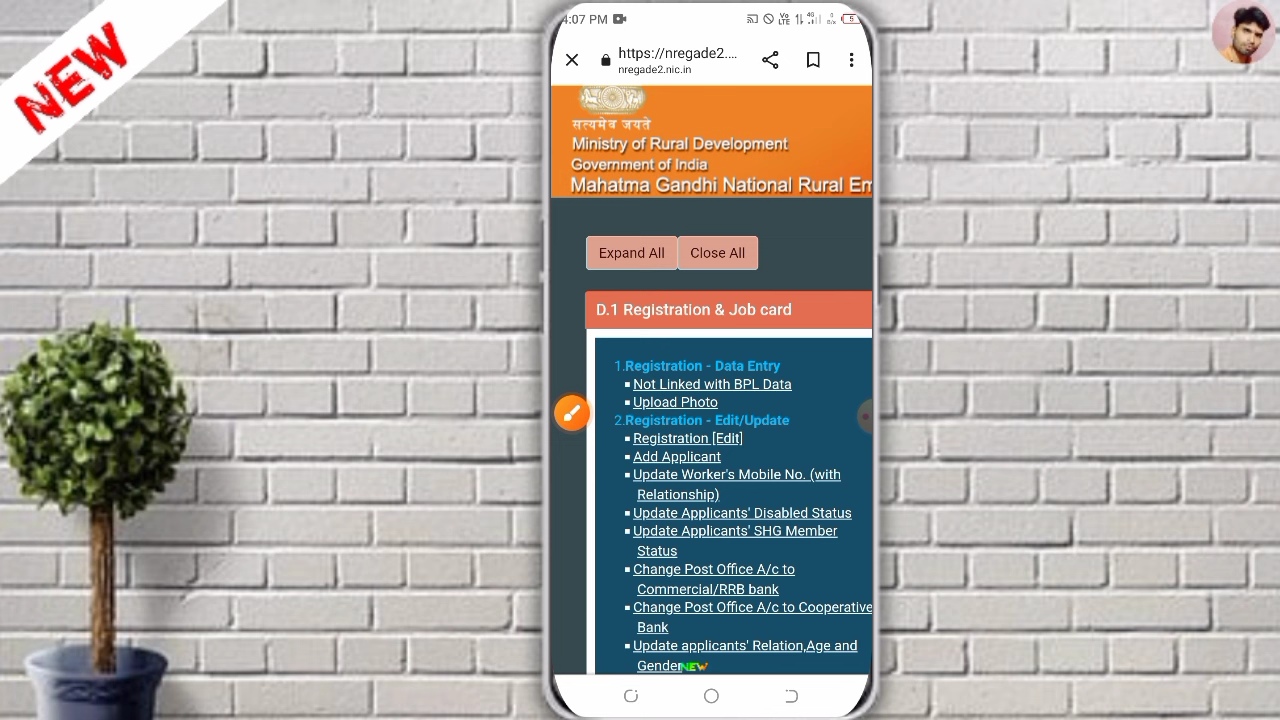 NEW
4:07 PM
Vo
LTE
4G
5
https://nregade2....
nregade2.nic.in
सत्यमेव जयते
Ministry of Rural Development
Government of India
Mahatma Gandhi National Rural Em
Expand All
Close All
D.1 Registration & Job card
1.Registration - Data Entry
Not Linked with BPL Data
Upload Photo
2.Registration - Edit/Update
Registration [Edit]
Add Applicant
Update Worker's Mobile No. (with
Relationship)
Update Applicants' Disabled Status
Update Applicants' SHG Member
Status
Change Post Office A/c to
Commercial/RRB bank
Change Post Office A/c to Cooperative
Bank
Update applicants' Relation,Age and
Gender NEW